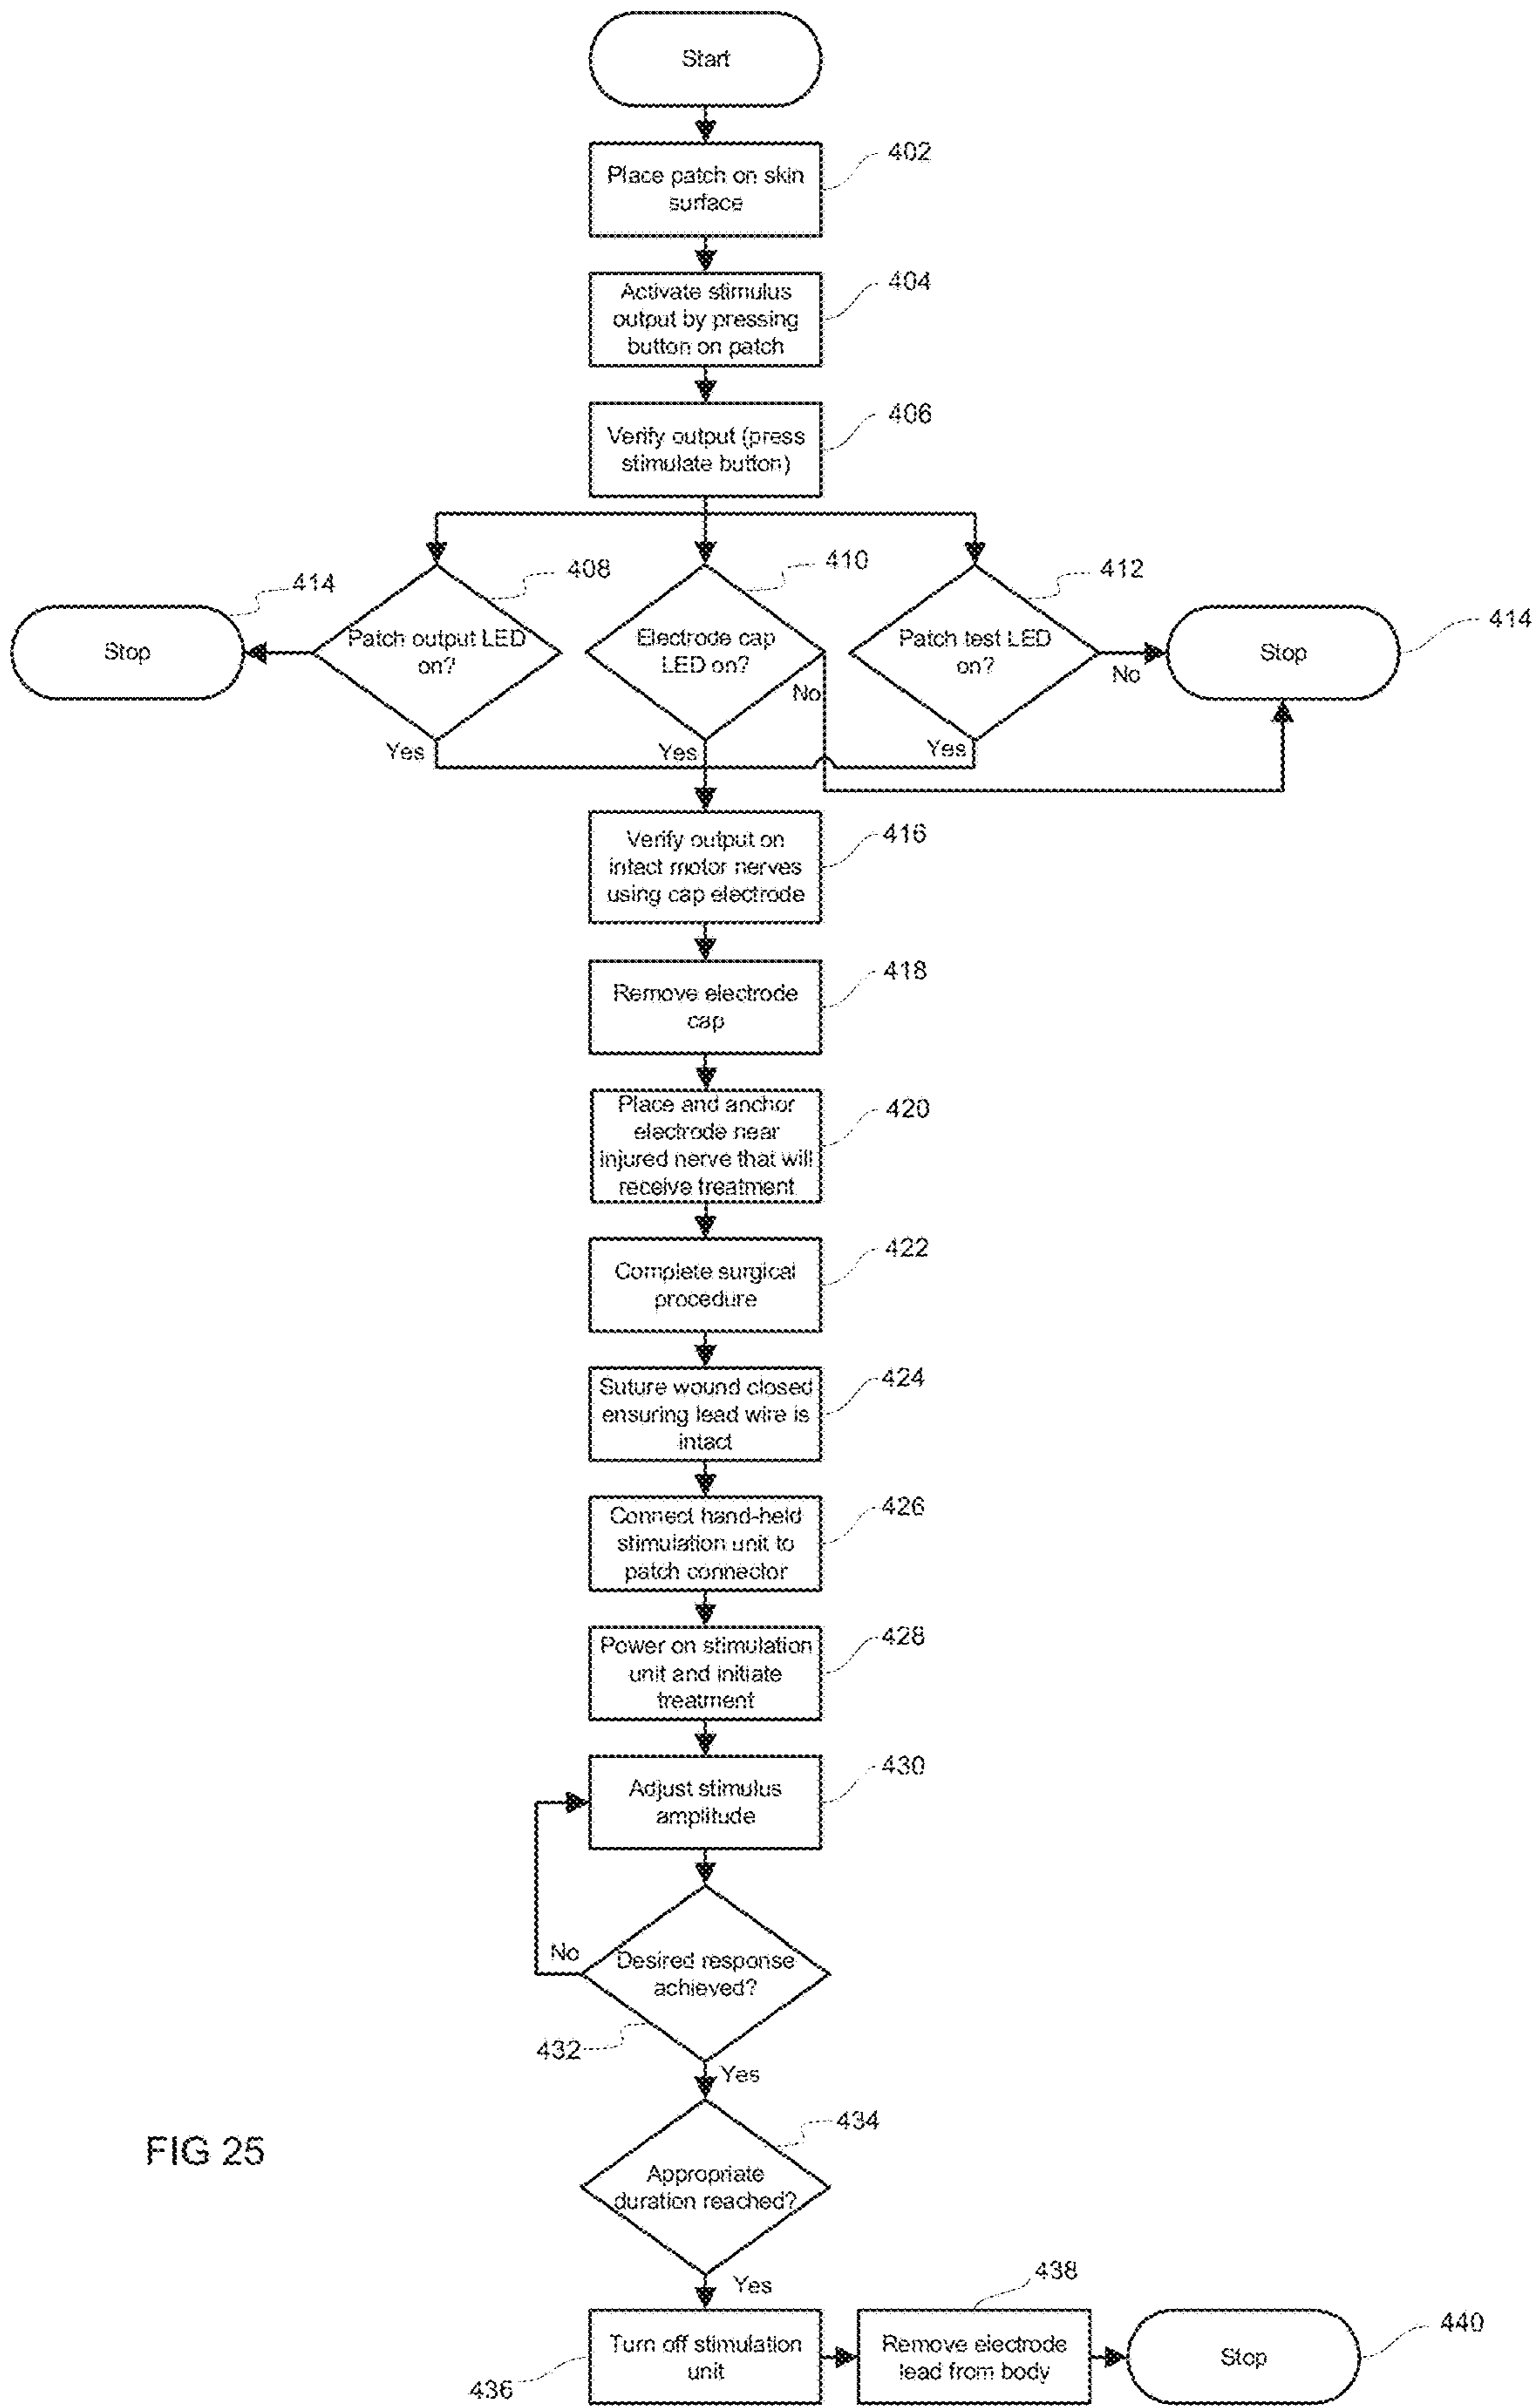 Start
402
Place patch on skin
surface
404
Activate stimulus
output by pressing
button on patch
406
Verify output (press
stimulate button)
414
408
410
412
414
Stop
Patch output LED
on?
Electrode cap
LED on?
Patch test LED
on?
Stop
No
No
Yes
Yes
Yes
416
Verify output on
intact motor nerves
using cap electrode
418
Remove electrode
cap
420
Place and anchor
electrode near
injured nerve that will
receive treatment
422
Complete surgical
procedure
424
Suture wound closed
ensuring lead wire is
intact
426
Connect hand-held
stimulation unit to
patch connector
428
Power on stimulation
unit and initiate
treatment
430
Adjust stimulus
amplitude
No
Desired response
achieved?
432
Yes
434
FIG 25
Appropriate
duration reached?
Yes
438
440
Turn off stimulation
unit
436
Remove electrode
lead from body
Stop